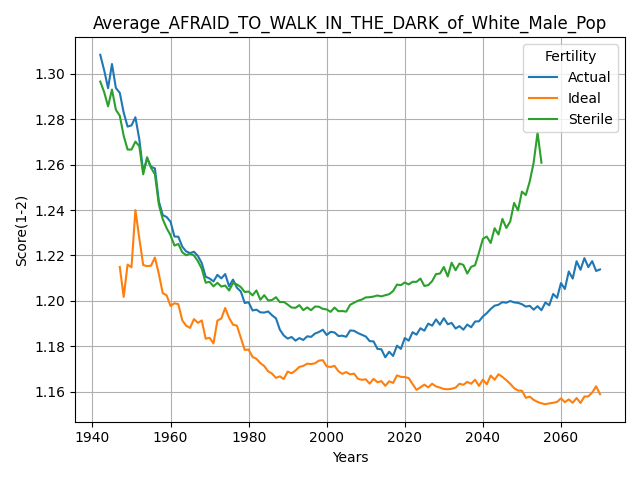 Average_AFRAID_TO_WALK_IN_THE_DARK_of_White_Male_Pop
Fertility
Actual
Ideal
Sterile
Score(1-2)
1.30
1.28
1.26
1.24
1.22
1.20
1.18
1.16
1940
1960
1980
2000
2020
2040
2060
Years